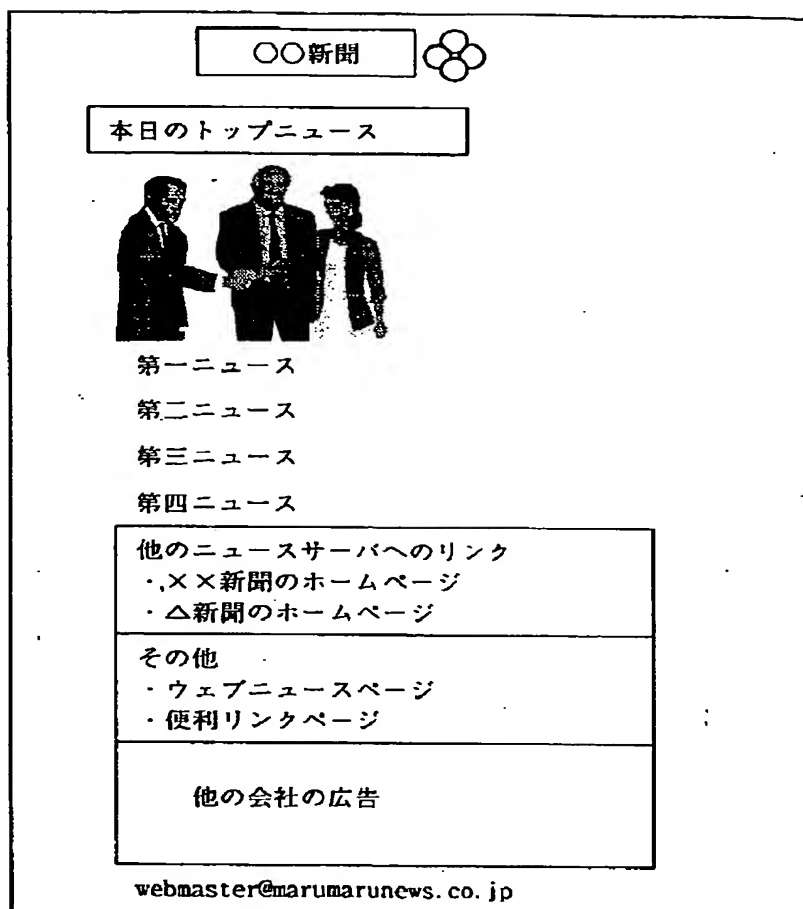 ○○新聞
本日のトップニュース
第一ニュース
第二ニュース
第三ニュース
第四ニュース
他のニュースサーバへのリンク
・××新聞のホームページ
・△新聞のホームページ
その他
・ウェブニュースページ
・便利リンクページ
他の会社の広告
webmaster@marumarunews.co.jp